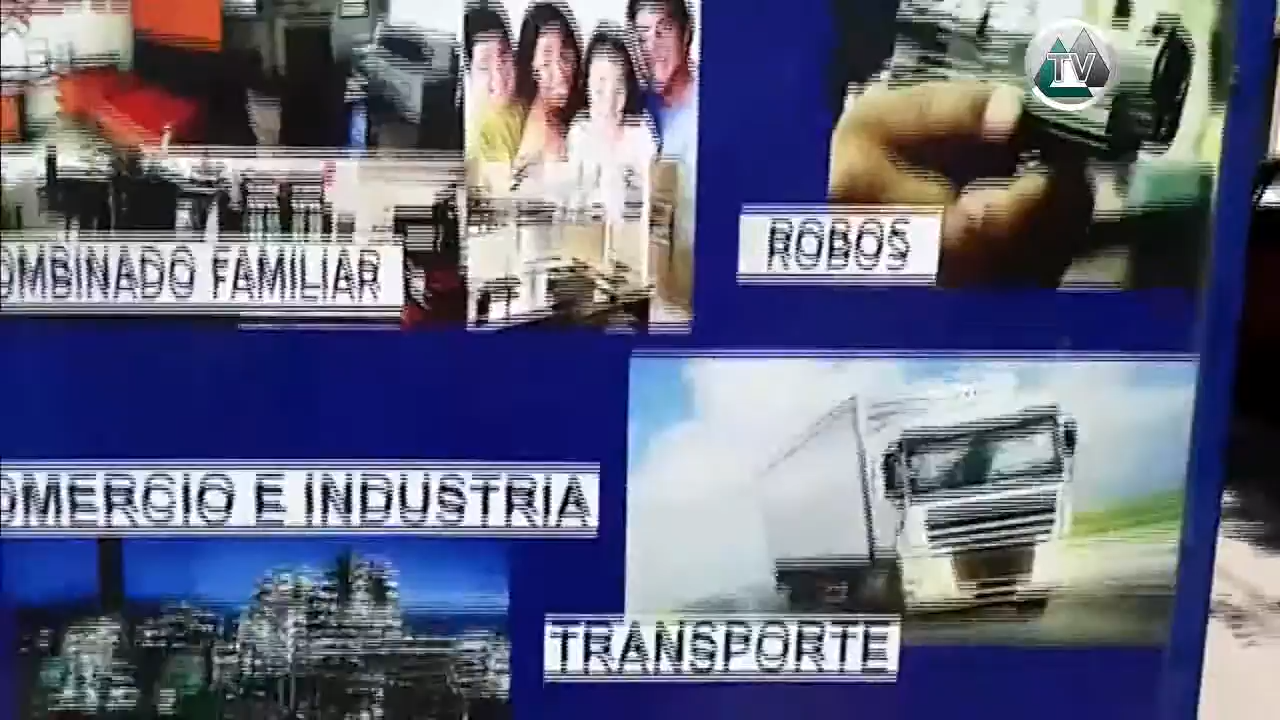 TV
ROBOS
OMBINADO FAMILIAR
OMERCIO E INDUSTRIA
TRANSPORTE